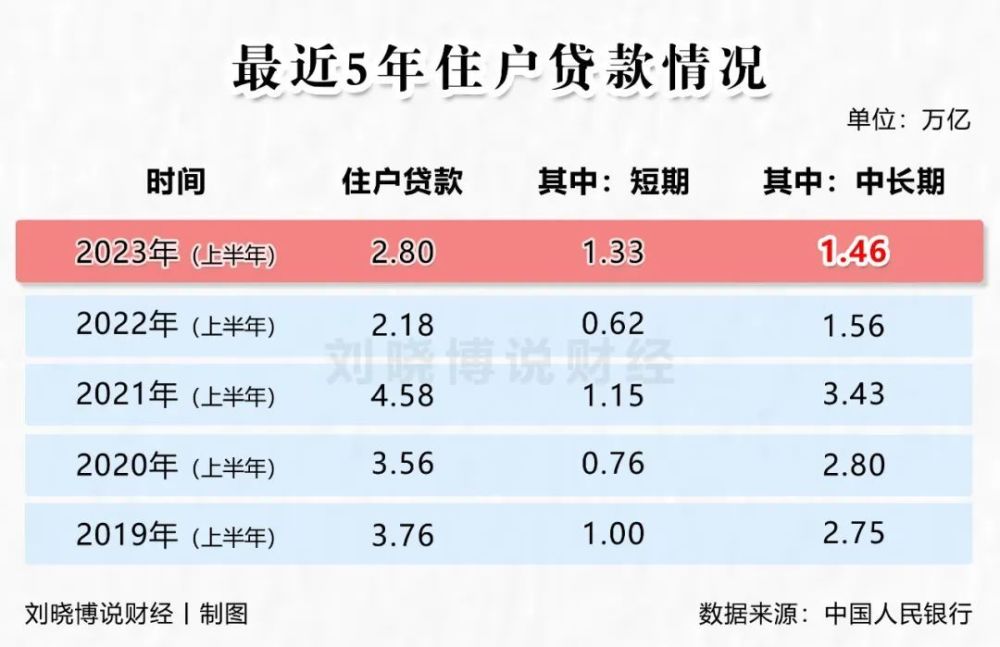 最近5年住户贷款情况
单位：万亿
时间 住户贷款 其中：短期 其中：中长期
2023年（上半年） 2.80 1.33 1.46
2022年（上半年） 2.18 0.62 1.56
刘晓博说财经
2021年（上半年） 4.58 1.15 3.43
2020年（上半年） 3.56 0.76 2.80
2019年（上半年） 3.76 1.00 2.75
刘晓博说财经丨制图 数据来源：中国人民银行